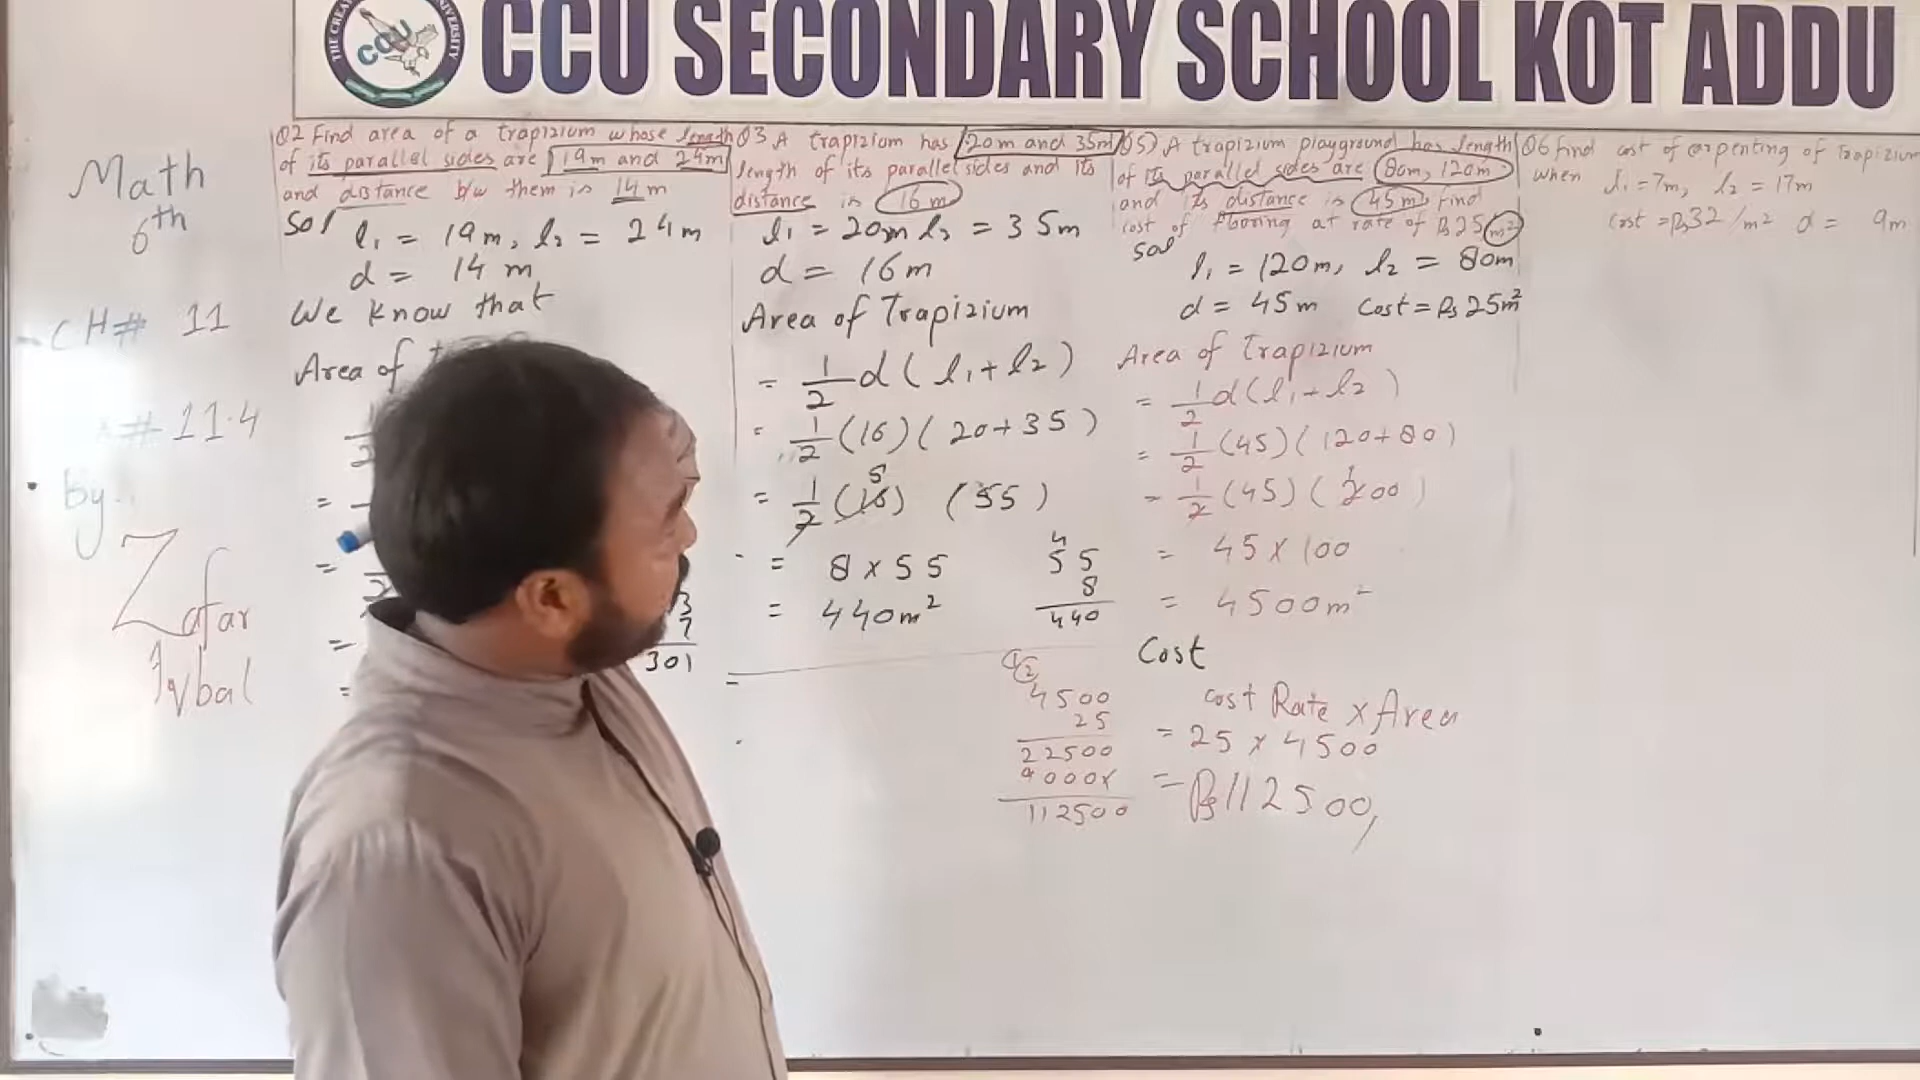 CCU SECONDARY SCHOOL KOT ADDU
CCU
Math
6th
CH# 11
# 11.4
By
Zafar
Iqbal
Q2 Find area of a trapizium whose length
of its parallel sides are 19m and 24m
and distance b/w them is 14m
Sol l₁ = 19m, l₂ = 24m
d = 14 m
We know that
Area of
=
=
=
=
3
7
301
Q3 A trapizium has 20m and 35m
length of its parallel sides and its
distance is 16m
l₁ = 20m l₂ = 35m
d = 16m
Area of Trapizium
= 1/2 d(l₁+l₂)
= 1/2 (16)(20+35)
= 1/2 (16) (55)
8
= 8 x 55
= 440m²
4
55
8
440
=
Q5) A trapizium playground has length
of its parallel sides are 80m, 120m
and its distance is 45m find
cost of flooring at rate of Rs 25 m²
Sol
l₁ = 120m, l₂ = 80m
d = 45m Cost = Rs 25m²
Area of Trapizium
= 1/2 d(l₁+l₂)
= 1/2 (45)(120+80)
= 1/2 (45)(200)
1
= 45 x 100
= 4500m²
Cost
cost Rate x Area
= 25 x 4500
= Rs 112500,
4500
25
22500
9000x
112500
Q6 Find cost of carpenting of Trapizium
when l₁ = 7m, l₂ = 17m
Cost = Rs 32/m² d = 9m